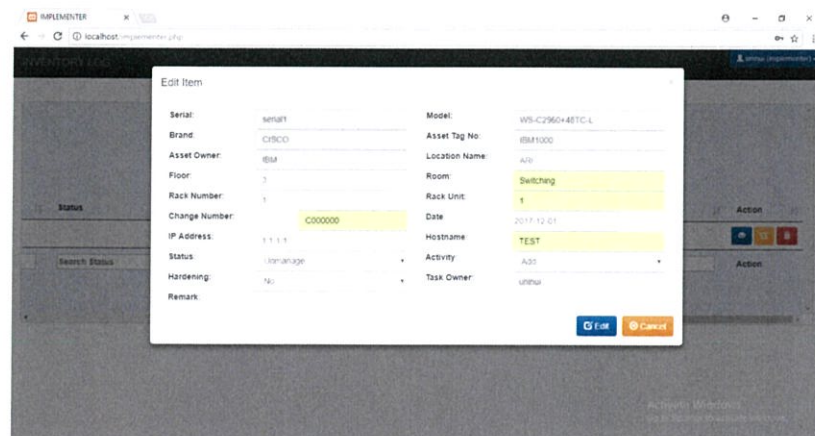 IMPLEMENTER
localhost/implementer.php
INVENTORY LOG
Edit Item
Serial: serial1 Model: WS-C2960+48TC-L
Brand: CISCO Asset Tag No: IBM1000
Asset Owner: IBM Location Name:
Floor: 3 Room: Switching
Rack Number: 1 Rack Unit: 1
Change Number: C000000 Date 2017-12-01
IP Address: 1.1.1.1 Hostname: TEST
Status: Activity: Add
Hardening: No Task Owner:
Remark:
Edit Cancel
Status Action
Search Status Action
Activate Windows